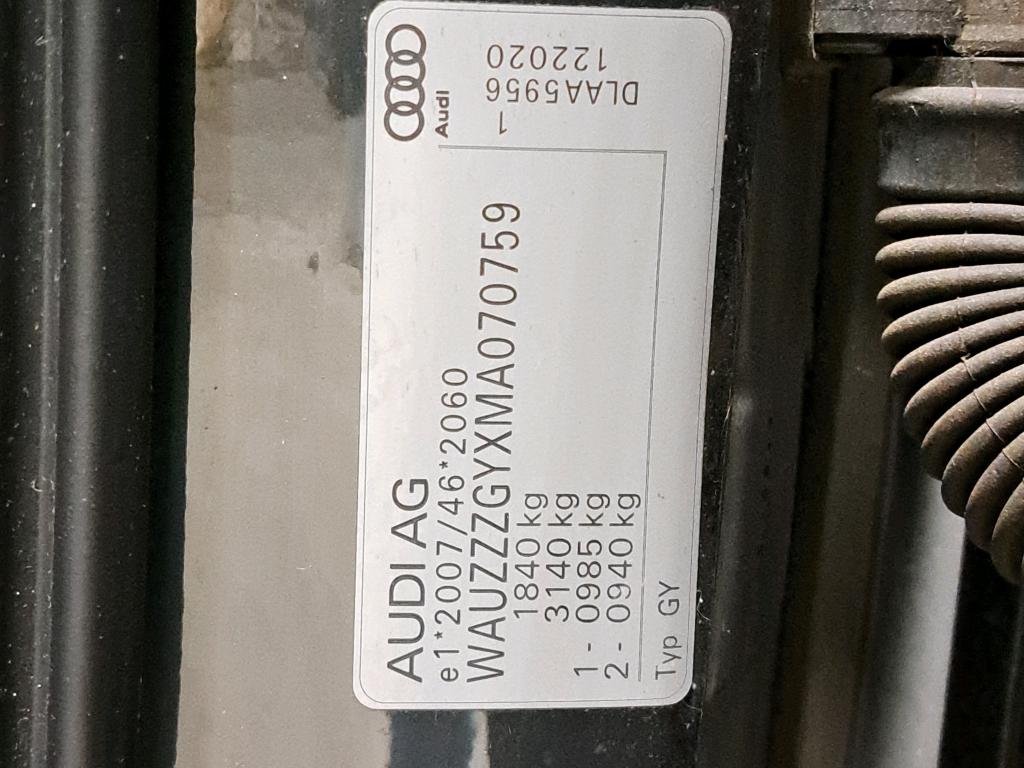 AUDI AG
e1*2007/46*2060
WAUZZZGYXMA070759
1840 kg
3140 kg
1 - 0985 kg
2 - 0940 kg
Typ GY
Audi
1
DLAA5956
122020